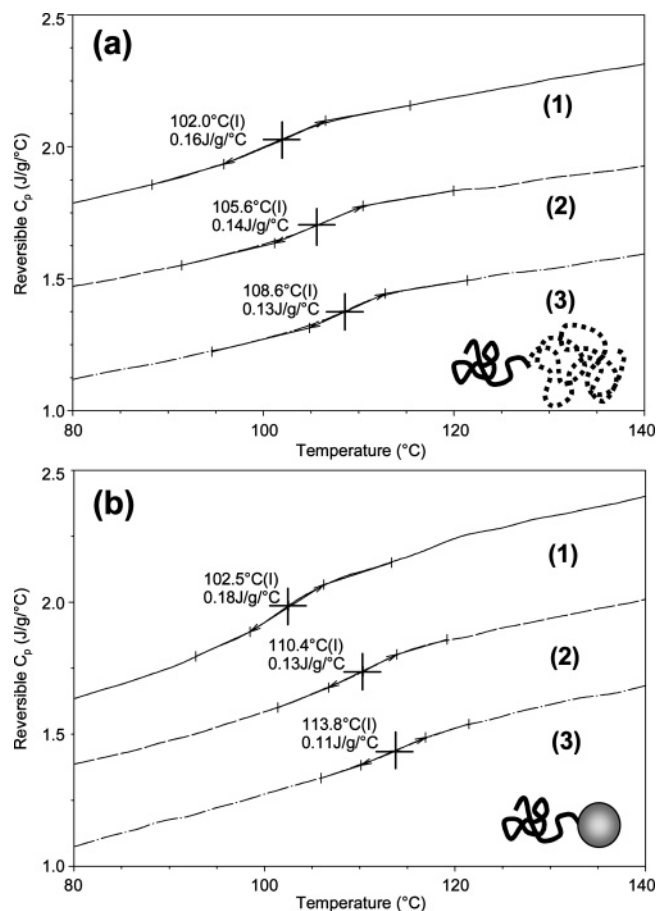 (a)
2.5
2.0
1.5
1.0
Reversible Cp (J/g/°C)
102.0°C(I)
0.16J/g/°C
(1)
105.6°C(I)
0.14J/g/°C
(2)
108.6°C(I)
0.13J/g/°C
(3)
80 100 120 140
Temperature (°C)
(b)
2.5
2.0
1.5
1.0
Reversible Cp (J/g/°C)
102.5°C(I)
0.18J/g/°C
(1)
110.4°C(I)
0.13J/g/°C
(2)
113.8°C(I)
0.11J/g/°C
(3)
80 100 120 140
Temperature (°C)